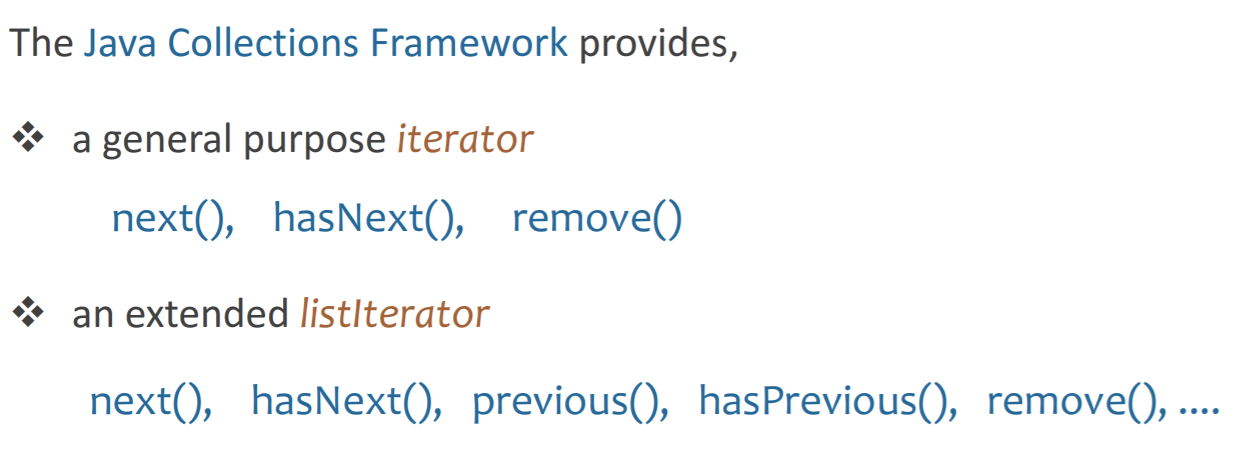 The Java Collections Framework provides,
❖ a general purpose iterator
next(), hasNext(), remove()
❖ an extended listIterator
next(), hasNext(), previous(), hasPrevious(), remove(), ....